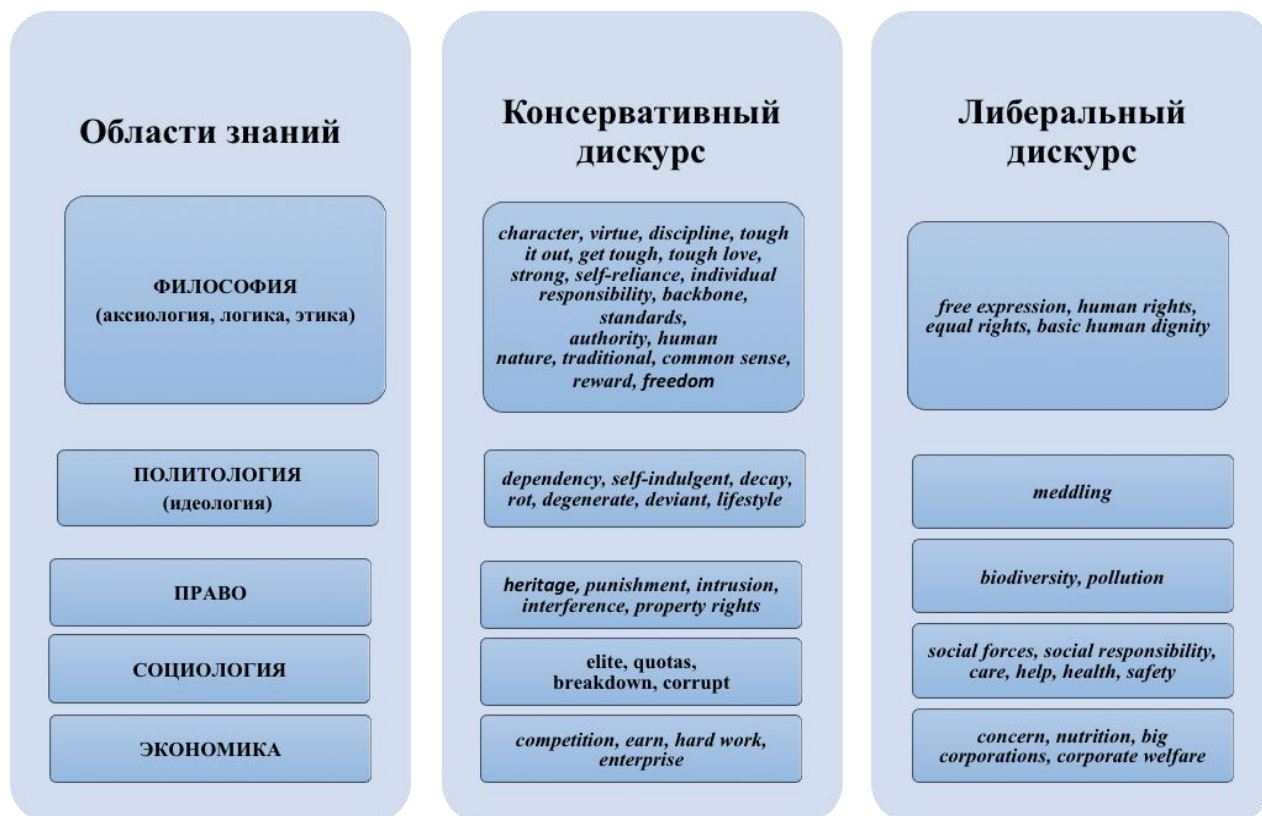 Области знаний
ФИЛОСОФИЯ
(аксиология, логика, этика)
ПОЛИТОЛОГИЯ
(идеология)
ПРАВО
СОЦИОЛОГИЯ
ЭКОНОМИКА
Консервативный
дискурс
character, virtue, discipline, tough
it out, get tough, tough love,
strong, self-reliance, individual
responsibility, backbone,
standards,
authority, human
nature, traditional, common sense,
reward, freedom
dependency, self-indulgent, decay,
rot, degenerate, deviant, lifestyle
heritage, punishment, intrusion,
interference, property rights
elite, quotas,
breakdown, corrupt
competition, earn, hard work,
enterprise
Либеральный
дискурс
free expression, human rights,
equal rights, basic human dignity
meddling
biodiversity, pollution
social forces, social responsibility,
care, help, health, safety
concern, nutrition, big
corporations, corporate welfare